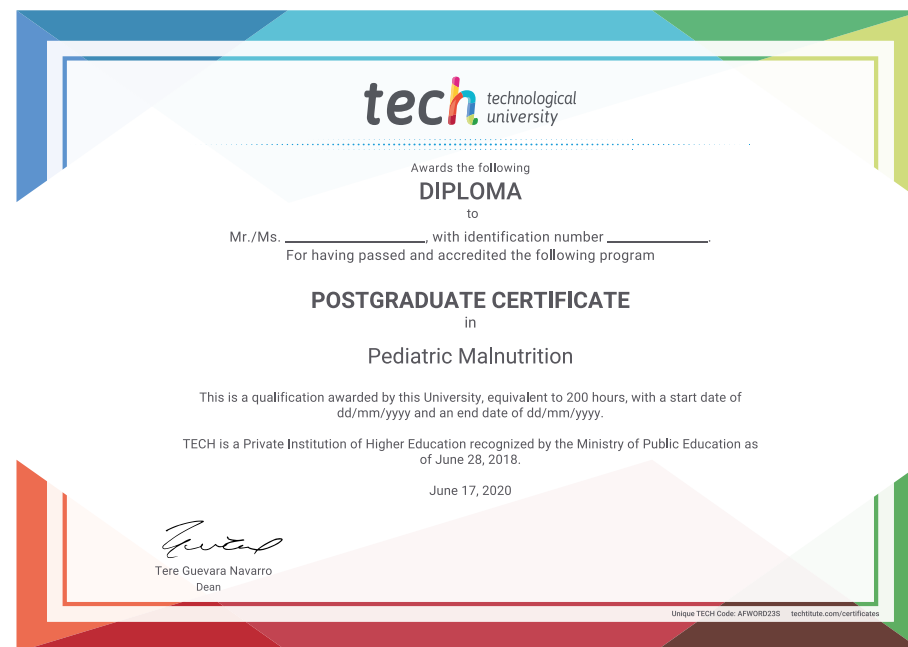 tech technological
university
Awards the following
DIPLOMA
to
Mr./Ms. ____________________, with identification number ______________.
For having passed and accredited the following program
POSTGRADUATE CERTIFICATE
in
Pediatric Malnutrition
This is a qualification awarded by this University, equivalent to 200 hours, with a start date of
dd/mm/yyyy and an end date of dd/mm/yyyy.
TECH is a Private Institution of Higher Education recognized by the Ministry of Public Education as
of June 28, 2018.
June 17, 2020
Tere Guevara Navarro
Dean
Unique TECH Code: AFWORD23S techtitute.com/certificates